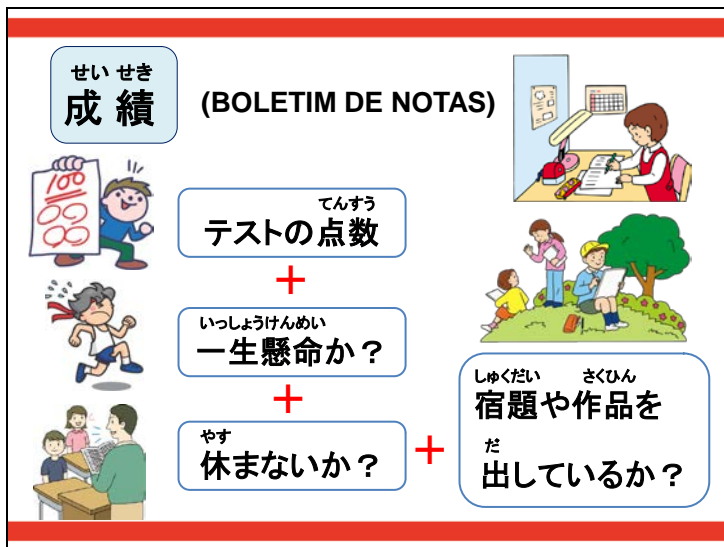 せい せき
成 績
(BOLETIM DE NOTAS)
100
てんすう
テストの点数
+
いっしょうけんめい
一生懸命か？
+
やす
休まないか？
+
しゅくだい さくひん
宿題や作品を
だ
出しているか？